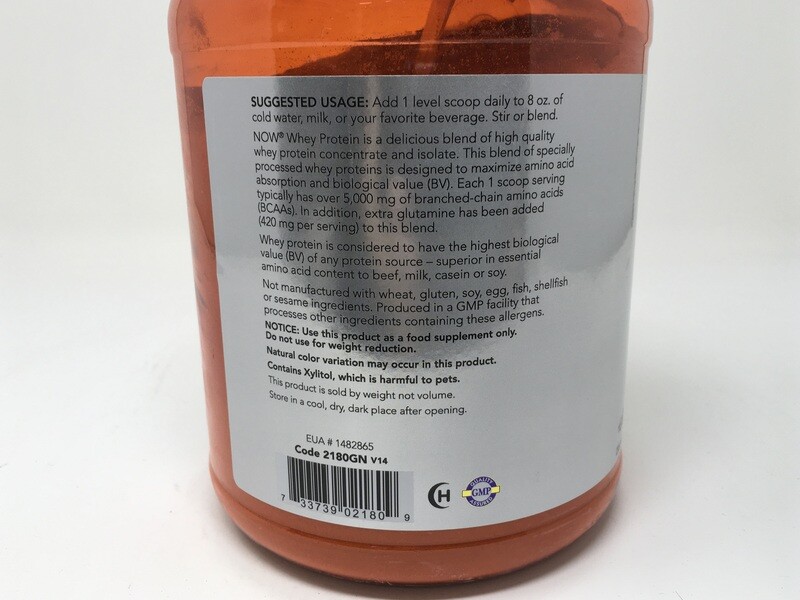 SUGGESTED USAGE: Add 1 level scoop daily to 8 oz. of
cold water, milk, or your favorite beverage. Stir or blend.
NOW® Whey Protein is a delicious blend of high quality
whey protein concentrate and isolate. This blend of specially
processed whey proteins is designed to maximize amino acid
absorption and biological value (BV). Each 1 scoop serving
typically has over 5,000 mg of branched-chain amino acids
(BCAAs). In addition, extra glutamine has been added
(420 mg per serving) to this blend.
Whey protein is considered to have the highest biological
value (BV) of any protein source – superior in essential
amino acid content to beef, milk, casein or soy.
Not manufactured with wheat, gluten, soy, egg, fish, shellfish
or sesame ingredients. Produced in a GMP facility that
processes other ingredients containing these allergens.
NOTICE: Use this product as a food supplement only.
Do not use for weight reduction.
Natural color variation may occur in this product.
Contains Xylitol, which is harmful to pets.
This product is sold by weight not volume.
Store in a cool, dry, dark place after opening.
EUA # 1482865
Code 2180GN V14
7 33739 02180 9
CH
QUALITY
GMP
ASSURED